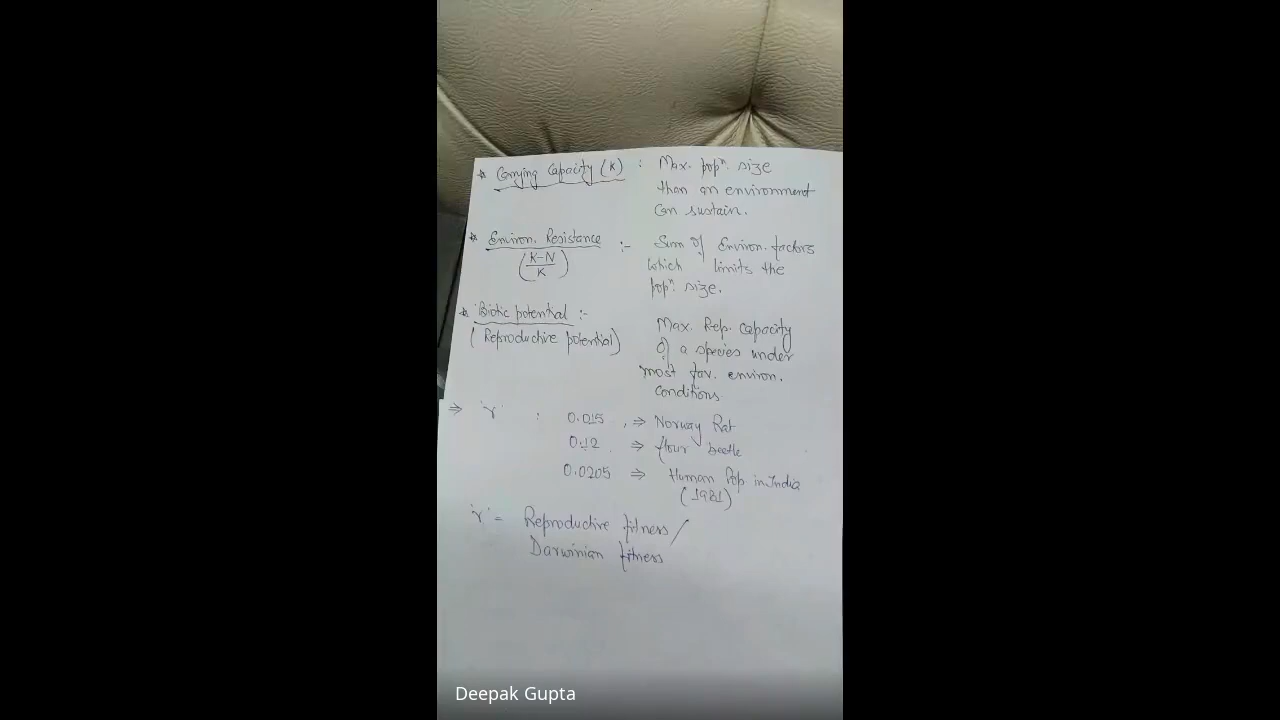 * Carrying Capacity (K) : Max. popⁿ. size
than an environment
can sustain.
* Environ. Resistance :- Sum of Environ. factors
(K-N/K) which limits the
popⁿ. size.
* Biotic potential :-
(Reproductive potential) Max. Rep. capacity
of a species under
most fav. environ.
conditions
⇒ 'r' : 0.015 , ⇒ Norway Rat
0.12 ⇒ flour beetle
0.0205 ⇒ Human Pop in India
(1981)
'r' = Reproductive fitness/
Darwinian fitness
Deepak Gupta